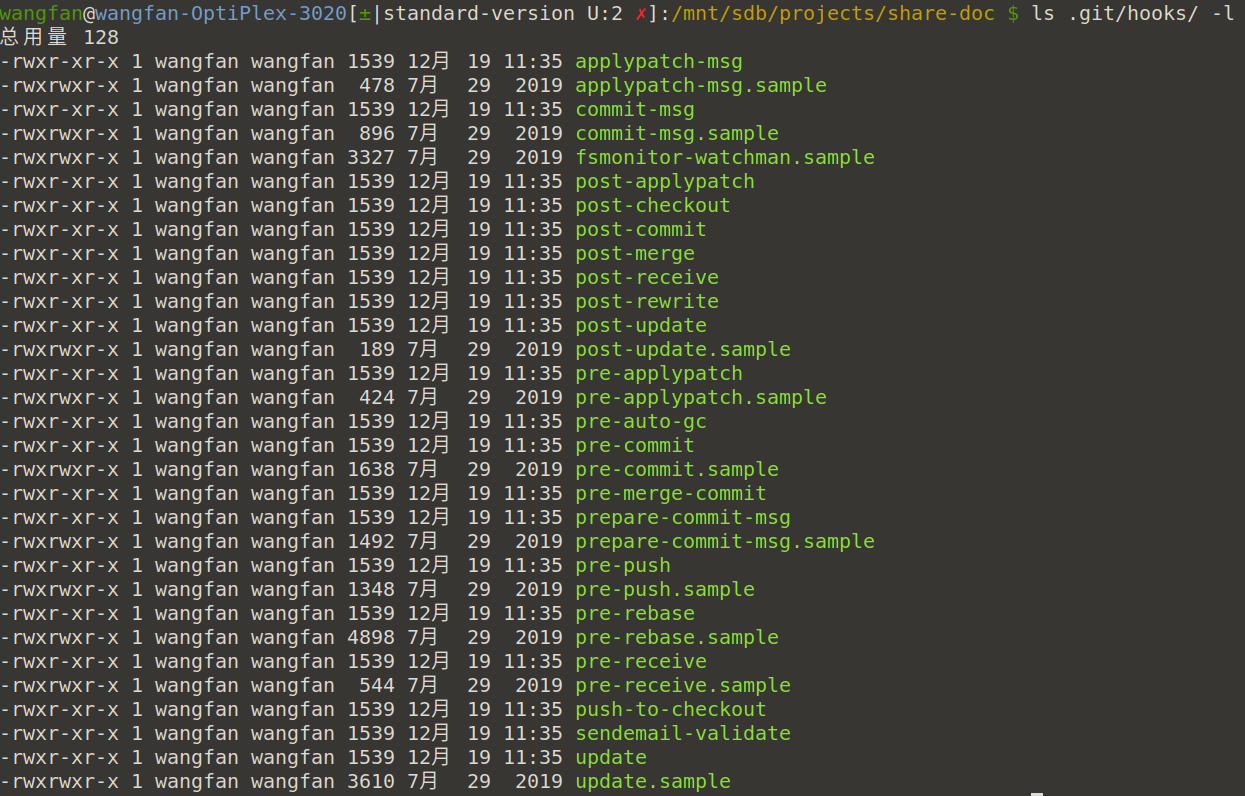 wangfan@wangfan-OptiPlex-3020[±|standard-version U:2 ✗]:/mnt/sdb/projects/share-doc $ ls .git/hooks/ -l
总用量 128
-rwxr-xr-x 1 wangfan wangfan 1539 12月 19 11:35 applypatch-msg
-rwxrwxr-x 1 wangfan wangfan  478 7月  29  2019 applypatch-msg.sample
-rwxr-xr-x 1 wangfan wangfan 1539 12月 19 11:35 commit-msg
-rwxrwxr-x 1 wangfan wangfan  896 7月  29  2019 commit-msg.sample
-rwxrwxr-x 1 wangfan wangfan 3327 7月  29  2019 fsmonitor-watchman.sample
-rwxr-xr-x 1 wangfan wangfan 1539 12月 19 11:35 post-applypatch
-rwxr-xr-x 1 wangfan wangfan 1539 12月 19 11:35 post-checkout
-rwxr-xr-x 1 wangfan wangfan 1539 12月 19 11:35 post-commit
-rwxr-xr-x 1 wangfan wangfan 1539 12月 19 11:35 post-merge
-rwxr-xr-x 1 wangfan wangfan 1539 12月 19 11:35 post-receive
-rwxr-xr-x 1 wangfan wangfan 1539 12月 19 11:35 post-rewrite
-rwxr-xr-x 1 wangfan wangfan 1539 12月 19 11:35 post-update
-rwxrwxr-x 1 wangfan wangfan  189 7月  29  2019 post-update.sample
-rwxr-xr-x 1 wangfan wangfan 1539 12月 19 11:35 pre-applypatch
-rwxrwxr-x 1 wangfan wangfan  424 7月  29  2019 pre-applypatch.sample
-rwxr-xr-x 1 wangfan wangfan 1539 12月 19 11:35 pre-auto-gc
-rwxr-xr-x 1 wangfan wangfan 1539 12月 19 11:35 pre-commit
-rwxrwxr-x 1 wangfan wangfan 1638 7月  29  2019 pre-commit.sample
-rwxr-xr-x 1 wangfan wangfan 1539 12月 19 11:35 pre-merge-commit
-rwxr-xr-x 1 wangfan wangfan 1539 12月 19 11:35 prepare-commit-msg
-rwxrwxr-x 1 wangfan wangfan 1492 7月  29  2019 prepare-commit-msg.sample
-rwxr-xr-x 1 wangfan wangfan 1539 12月 19 11:35 pre-push
-rwxrwxr-x 1 wangfan wangfan 1348 7月  29  2019 pre-push.sample
-rwxr-xr-x 1 wangfan wangfan 1539 12月 19 11:35 pre-rebase
-rwxrwxr-x 1 wangfan wangfan 4898 7月  29  2019 pre-rebase.sample
-rwxr-xr-x 1 wangfan wangfan 1539 12月 19 11:35 pre-receive
-rwxrwxr-x 1 wangfan wangfan  544 7月  29  2019 pre-receive.sample
-rwxr-xr-x 1 wangfan wangfan 1539 12月 19 11:35 push-to-checkout
-rwxr-xr-x 1 wangfan wangfan 1539 12月 19 11:35 sendemail-validate
-rwxr-xr-x 1 wangfan wangfan 1539 12月 19 11:35 update
-rwxrwxr-x 1 wangfan wangfan 3610 7月  29  2019 update.sample